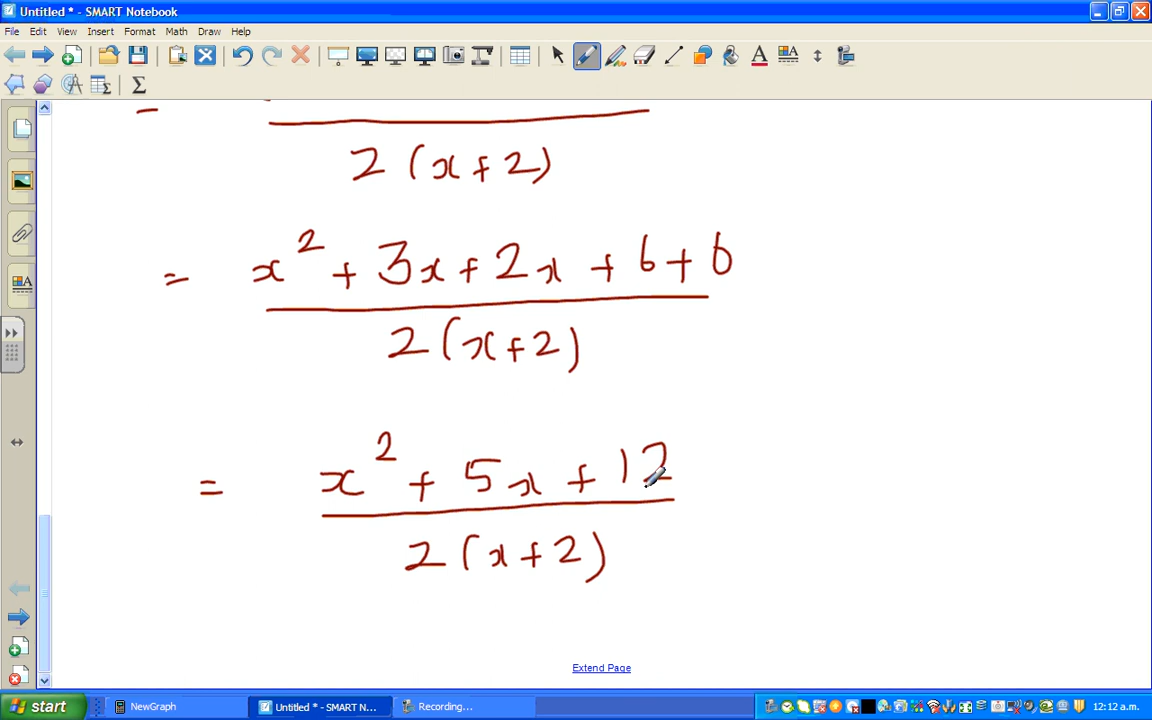 Untitled * - SMART Notebook
File Edit View Insert Format Math Draw Help
=
2 (x+2)
= x² + 3x + 2x + 6 + 6
2 (x+2)
= x² + 5x + 12
2 (x+2)
Extend Page
start NewGraph Untitled * - SMART N... Recording... 12:12 a.m.